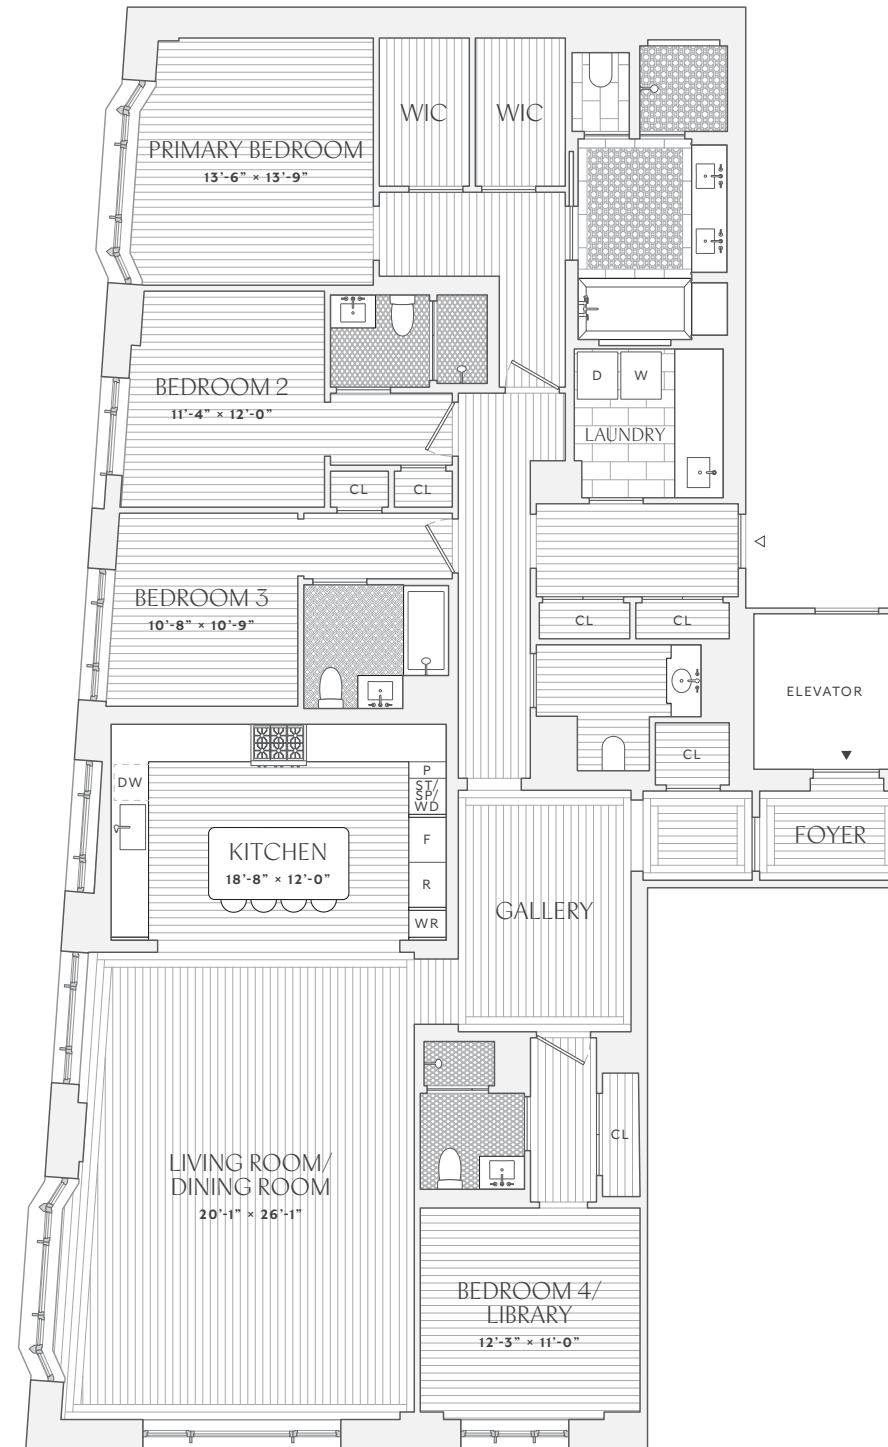 WIC
WIC
PRIMARY BEDROOM
13'-6" × 13'-9"
BEDROOM 2
11'-4" × 12'-0"
D
W
LAUNDRY
CL
CL
BEDROOM 3
10'-8" × 10'-9"
CL
CL
ELEVATOR
CL
DW
P
ST/
SP/
WD
F
R
WR
KITCHEN
18'-8" × 12'-0"
FOYER
GALLERY
CL
LIVING ROOM/
DINING ROOM
20'-1" × 26'-1"
BEDROOM 4/
LIBRARY
12'-3" × 11'-0"